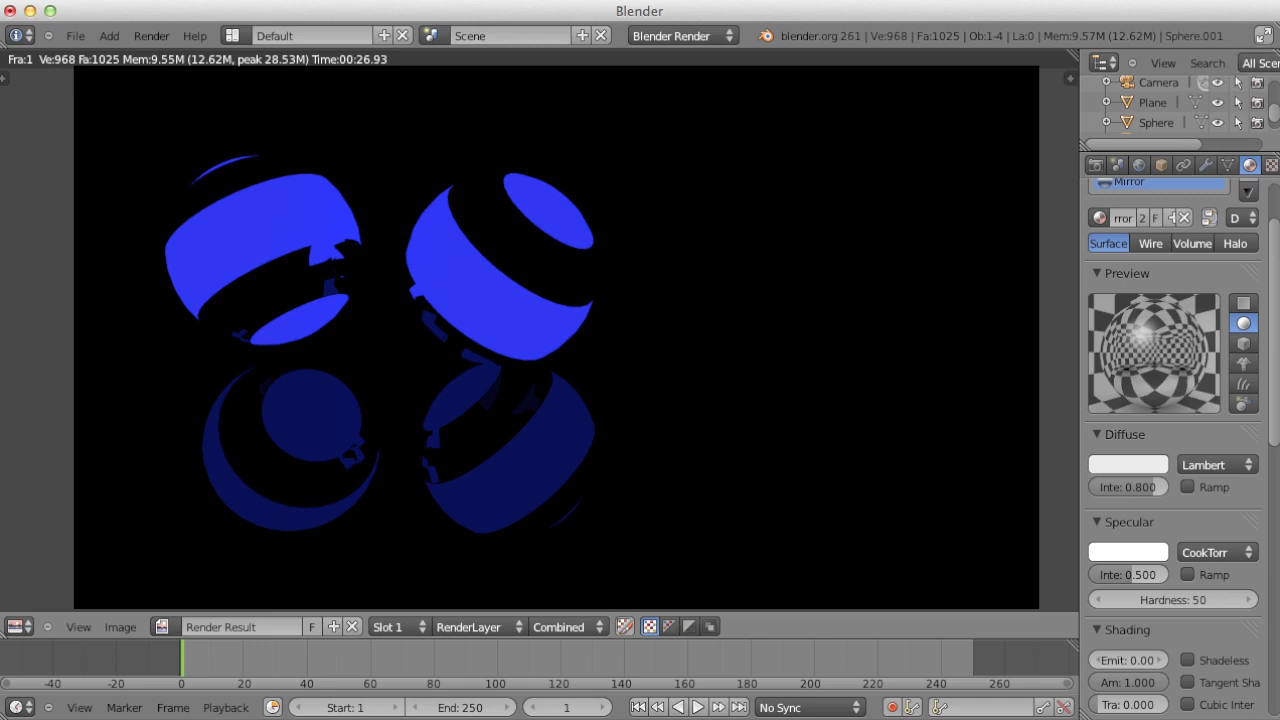 Blender
File Add Render Help Default Scene Blender Render blender.org 261 | Ve:968 | Fa:1025 | Ob:1-4 | La:0 | Mem:9.57M (12.62M) | Sphere.001
Fra:1 Ve:968 Fa:1025 Mem:9.55M (12.62M, peak 28.53M) Time:00:26.93
View Search All Scer
Camera
Plane
Sphere
Mirror
rror 2 F D
Surface Wire Volume Halo
Preview
Diffuse
Lambert
Inte: 0.800 Ramp
Specular
CookTorr
Inte: 0.500 Ramp
Hardness: 50
Shading
Emit: 0.00 Shadeless
Am: 1.000 Tangent Sha
Tra: 0.000 Cubic Inter
View Image Render Result F Slot 1 RenderLayer Combined
-40 -20 0 20 40 60 80 100 120 140 160 180 200 220 240 260
View Marker Frame Playback Start: 1 End: 250 1 No Sync